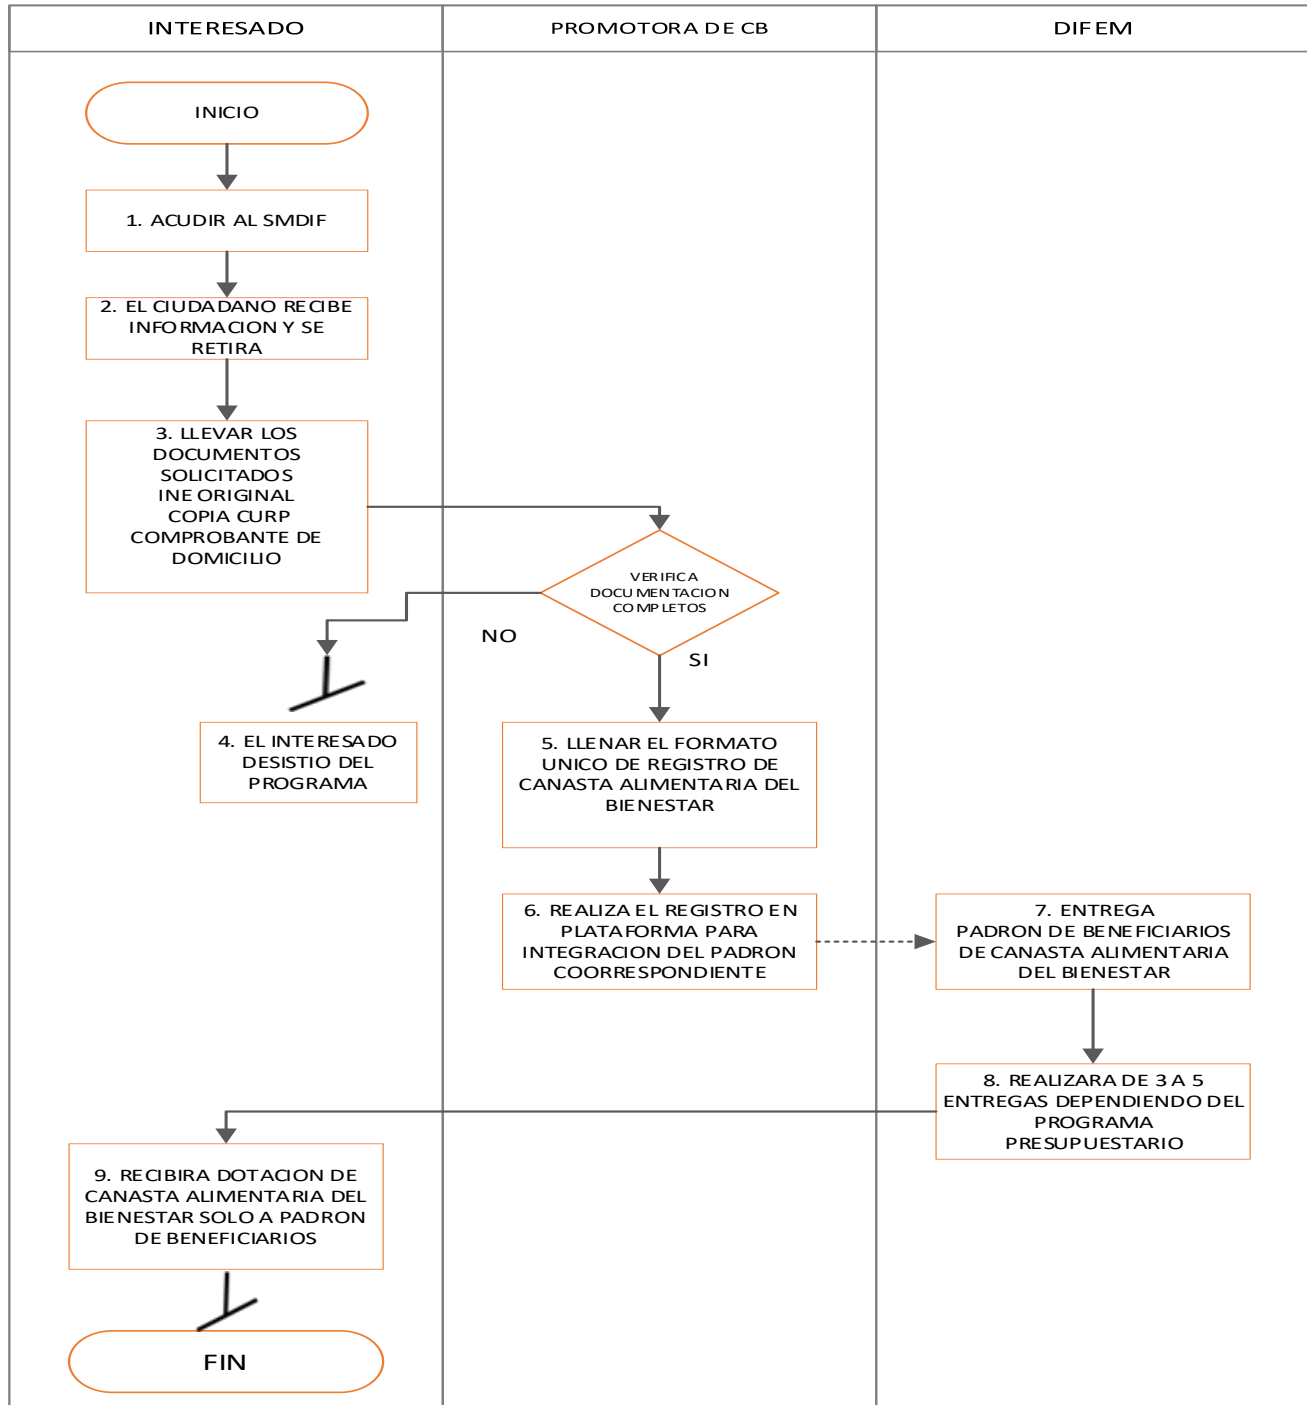 INTERESADO
PROMOTORA DE CB
DIFEM
INICIO
1. ACUDIR AL SMDIF
2. EL CIUDADANO RECIBE
INFORMACION Y SE
RETIRA
3. LLEVAR LOS
DOCUMENTOS
SOLICITADOS
INE ORIGINAL
COPIA CURP
COMPROBANTE DE
DOMICILIO
VERIFICA
DOCUMENTACION
COMPLETOS
NO
SI
4. EL INTERESADO
DESISTIO DEL
PROGRAMA
5. LLENAR EL FORMATO
UNICO DE REGISTRO DE
CANASTA ALIMENTARIA DEL
BIENESTAR
6. REALIZA EL REGISTRO EN
PLATAFORMA PARA
INTEGRACION DEL PADRON
COORRESPONDIENTE
7. ENTREGA
PADRON DE BENEFICIARIOS
DE CANASTA ALIMENTARIA
DEL BIENESTAR
8. REALIZARA DE 3 A 5
ENTREGAS DEPENDIENDO DEL
PROGRAMA
PRESUPUESTARIO
9. RECIBIRA DOTACION DE
CANASTA ALIMENTARIA DEL
BIENESTAR SOLO A PADRON
DE BENEFICIARIOS
FIN